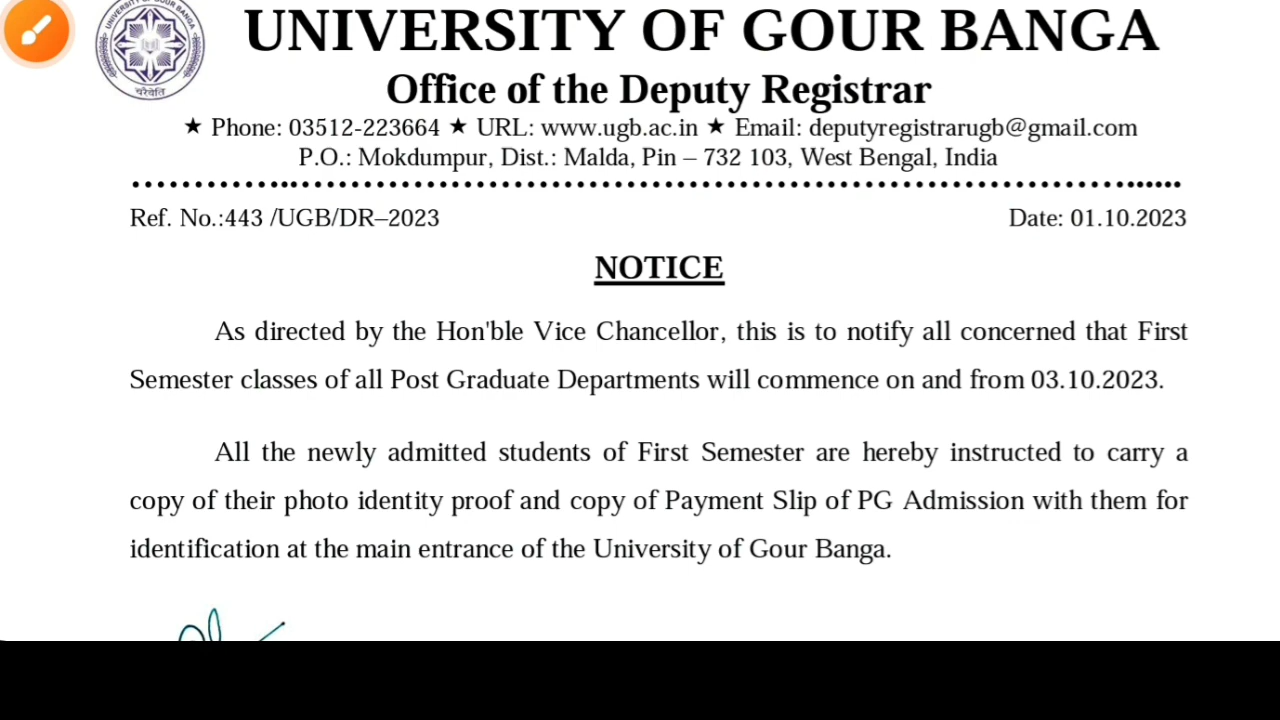 UNIVERSITY OF GOUR BANGA
UNIVERSITY OF GOUR BANGA
चरैवेति
Office of the Deputy Registrar
★ Phone: 03512-223664 ★ URL: www.ugb.ac.in ★ Email: deputyregistrarugb@gmail.com
P.O.: Mokdumpur, Dist.: Malda, Pin – 732 103, West Bengal, India
Ref. No.:443 /UGB/DR–2023
Date: 01.10.2023
NOTICE
As directed by the Hon'ble Vice Chancellor, this is to notify all concerned that First
Semester classes of all Post Graduate Departments will commence on and from 03.10.2023.
All the newly admitted students of First Semester are hereby instructed to carry a
copy of their photo identity proof and copy of Payment Slip of PG Admission with them for
identification at the main entrance of the University of Gour Banga.